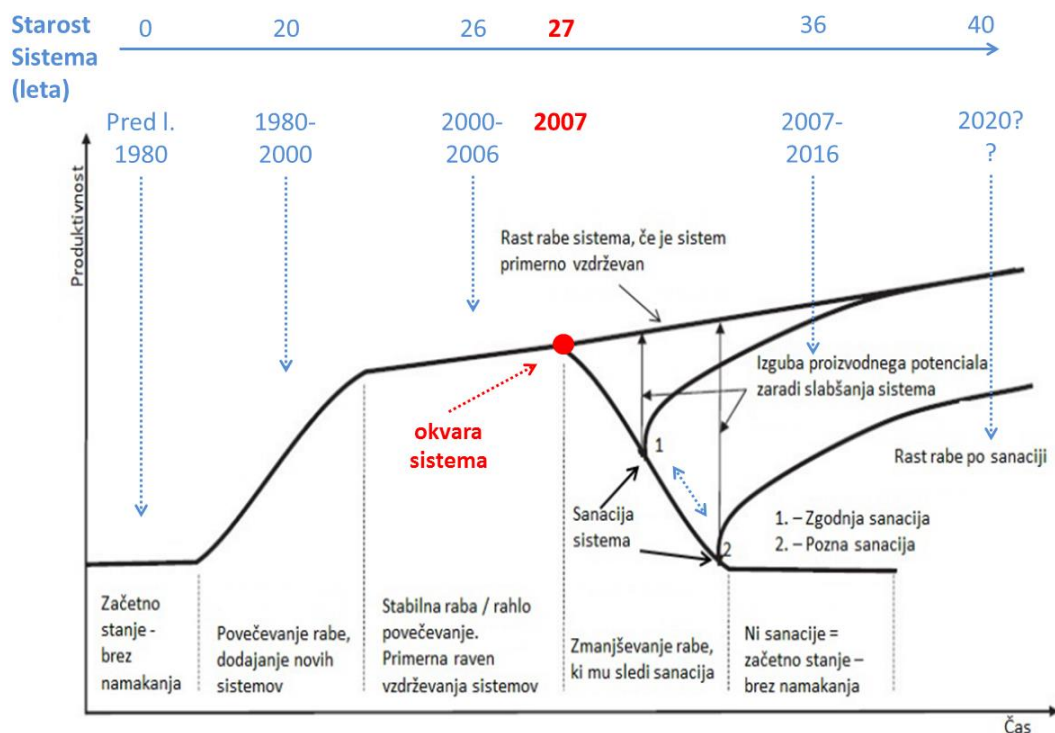 Starost
Sistema
(leta)
0
20
26
27
36
40
Pred l.
1980
1980-
2000
2000-
2006
2007
2007-
2016
2020?
?
Produktivnost
Rast rabe sistema, če je sistem
primerno vzdrževan
Izguba proizvodnega potenciala
zaradi slabšanja sistema
okvara
sistema
1
Rast rabe po sanaciji
Sanacija
sistema
1. – Zgodnja sanacija
2. – Pozna sanacija
2
Začetno
stanje -
brez
namakanja
Povečevanje rabe,
dodajanje novih
sistemov
Stabilna raba / rahlo
povečevanje.
Primerna raven
vzdrževanja sistemov
Zmanjševanje rabe,
ki mu sledi sanacija
Ni sanacije =
začetno stanje –
brez namakanja
Čas